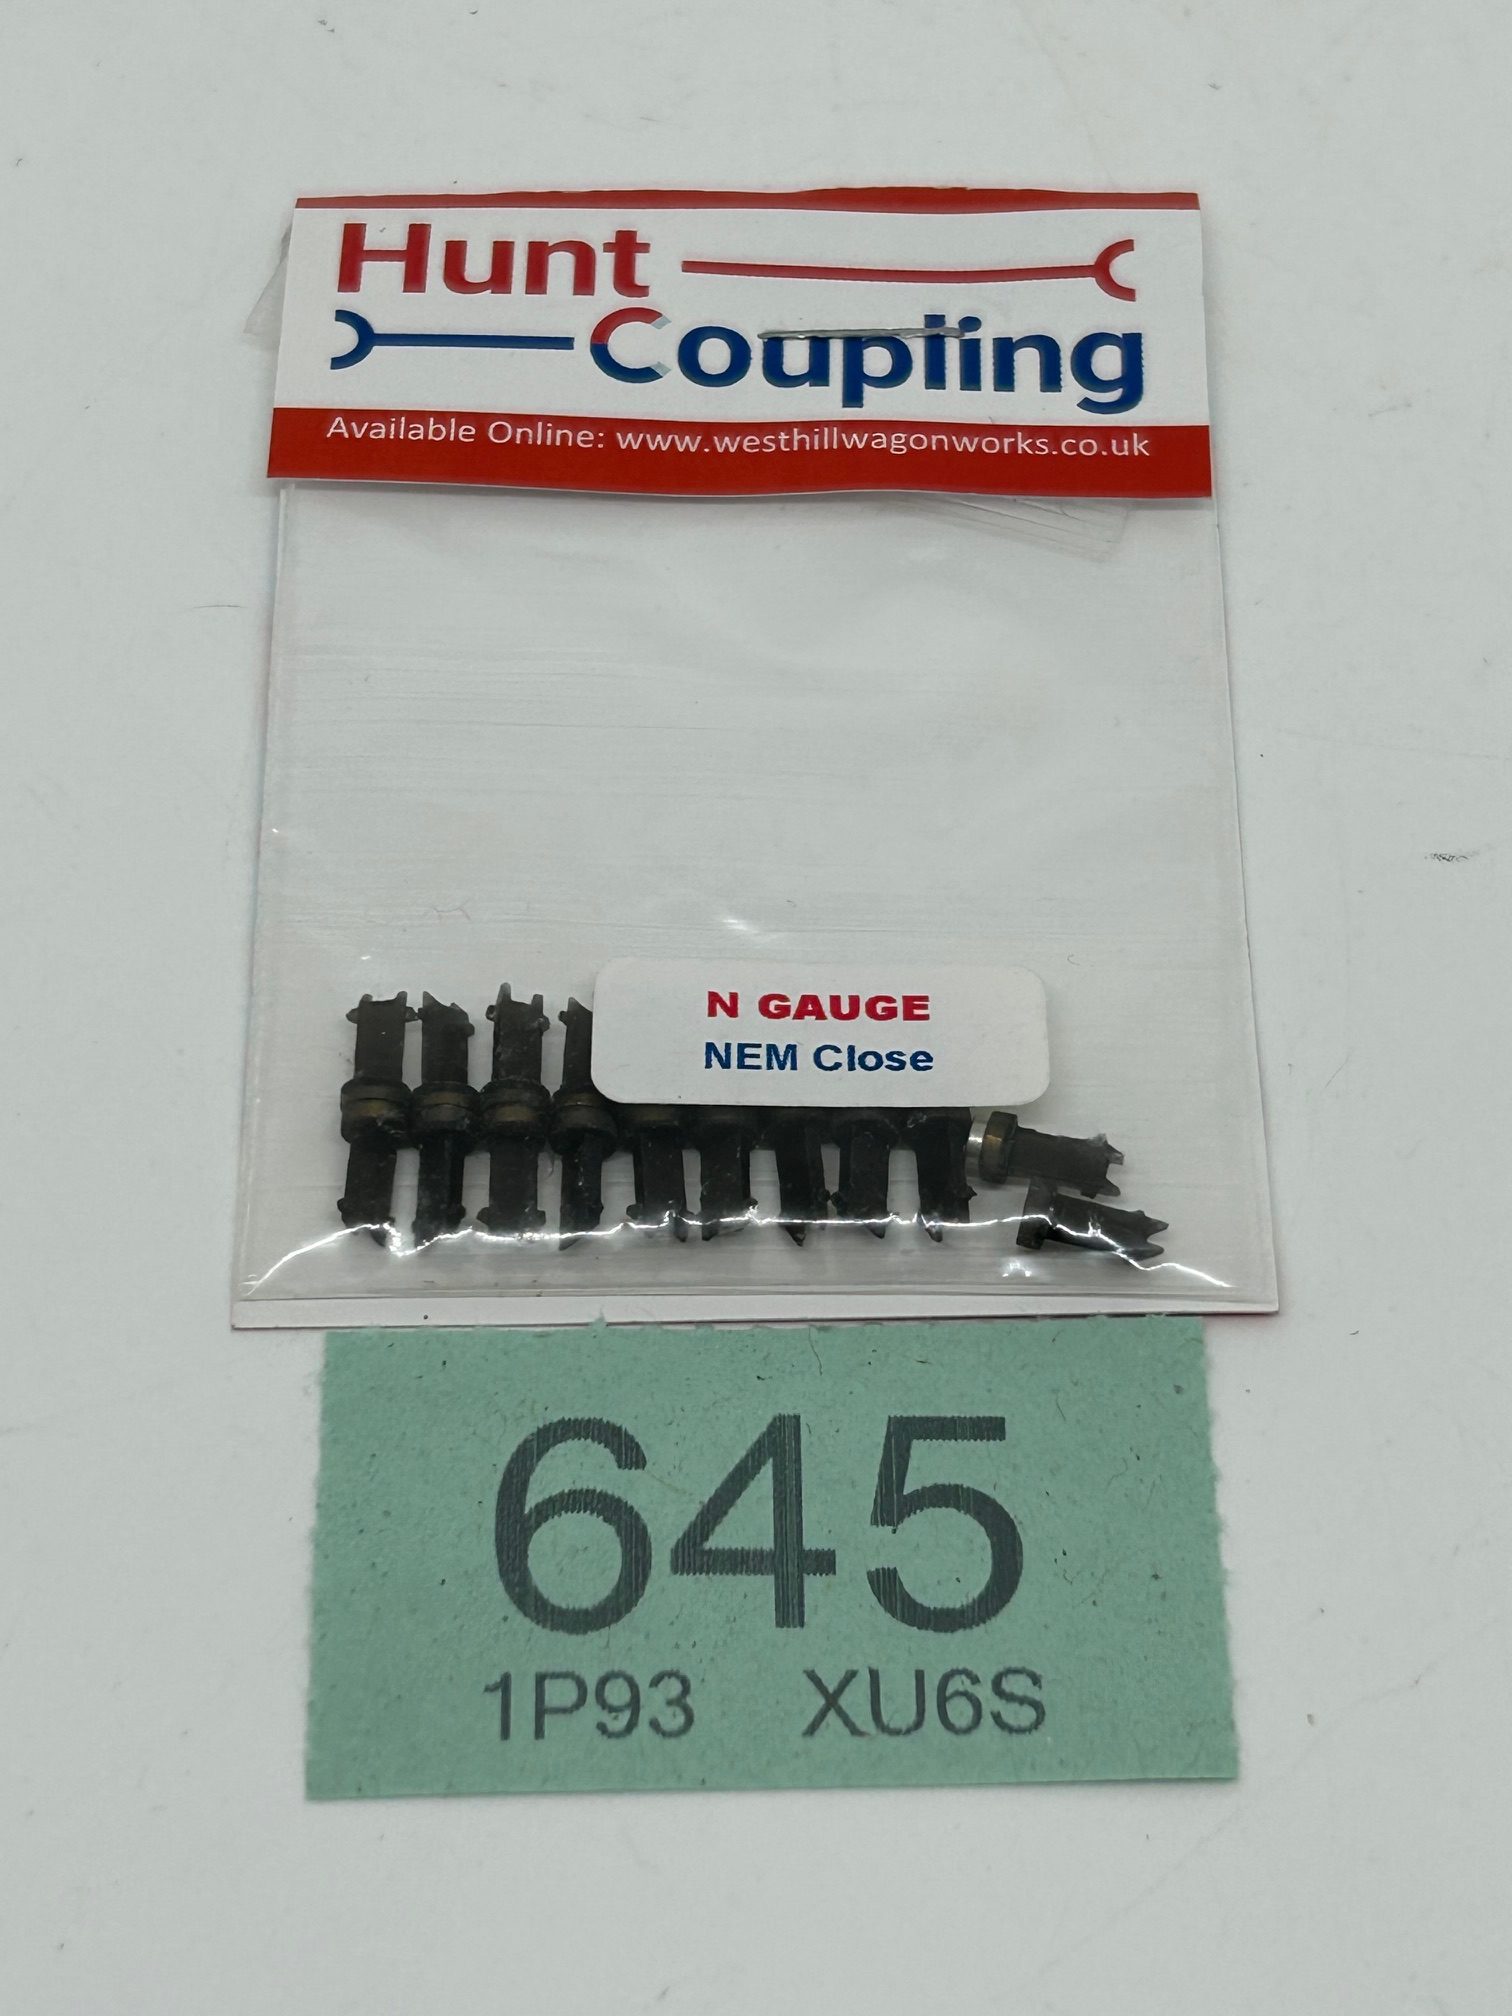 Hunt
Coupling
Available Online: www.westhillwagonworks.co.uk
N GAUGE
NEM Close
645
1P93 XU6S